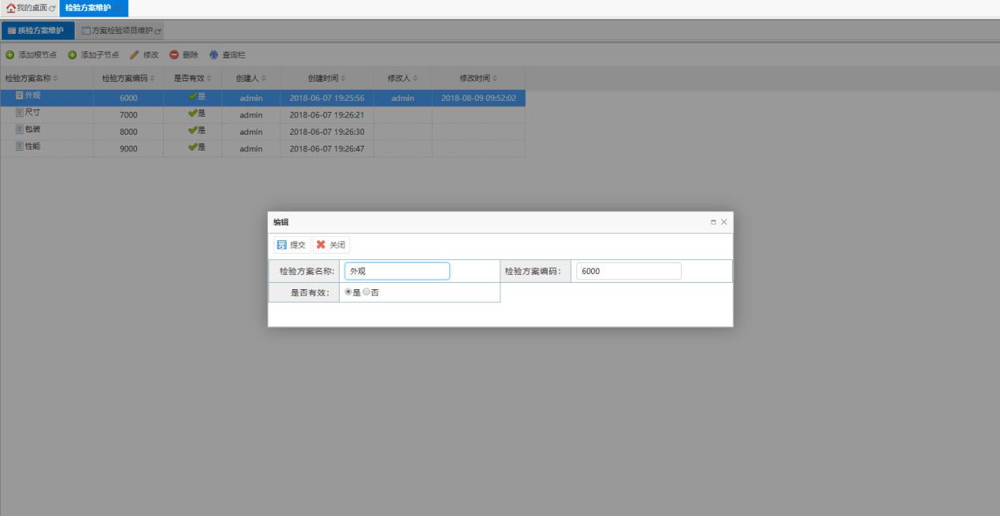 我的桌面 检验方案维护
质检方案维护 方案检验项目维护
添加根节点 添加子节点 修改 删除 查询栏
检验方案名称 检验方案编码 是否有效 创建人 创建时间 修改人 修改时间
外观 6000 是 admin 2018-06-07 19:25:56 admin 2018-08-09 09:52:02
尺寸 7000 是 admin 2018-06-07 19:26:21
包装 8000 是 admin 2018-06-07 19:26:30
性能 9000 是 admin 2018-06-07 19:26:47
编辑
提交 关闭
检验方案名称: 外观 检验方案编码: 6000
是否有效: 是 否